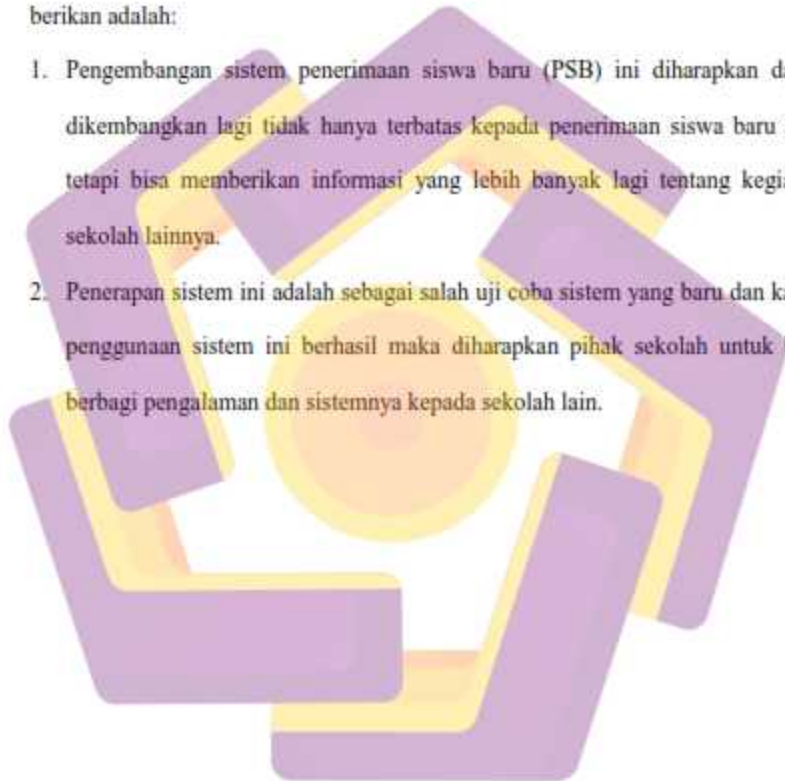 berikan adalah:
1. Pengembangan sistem penerimaan siswa baru (PSB) ini diharapkan
dikembangkan lagi tidak hanya terbatas kepada penerimaan siswa baru
tetapi bisa memberikan informasi yang lebih banyak lagi tentang
sekolah lainnya.
2. Penerapan sistem ini adalah sebagai salah uji coba sistem yang baru dan
penggunaan sistem ini berhasil maka diharapkan pihak sekolah untuk
berbagi pengalaman dan sistemnya kepada sekolah lain.